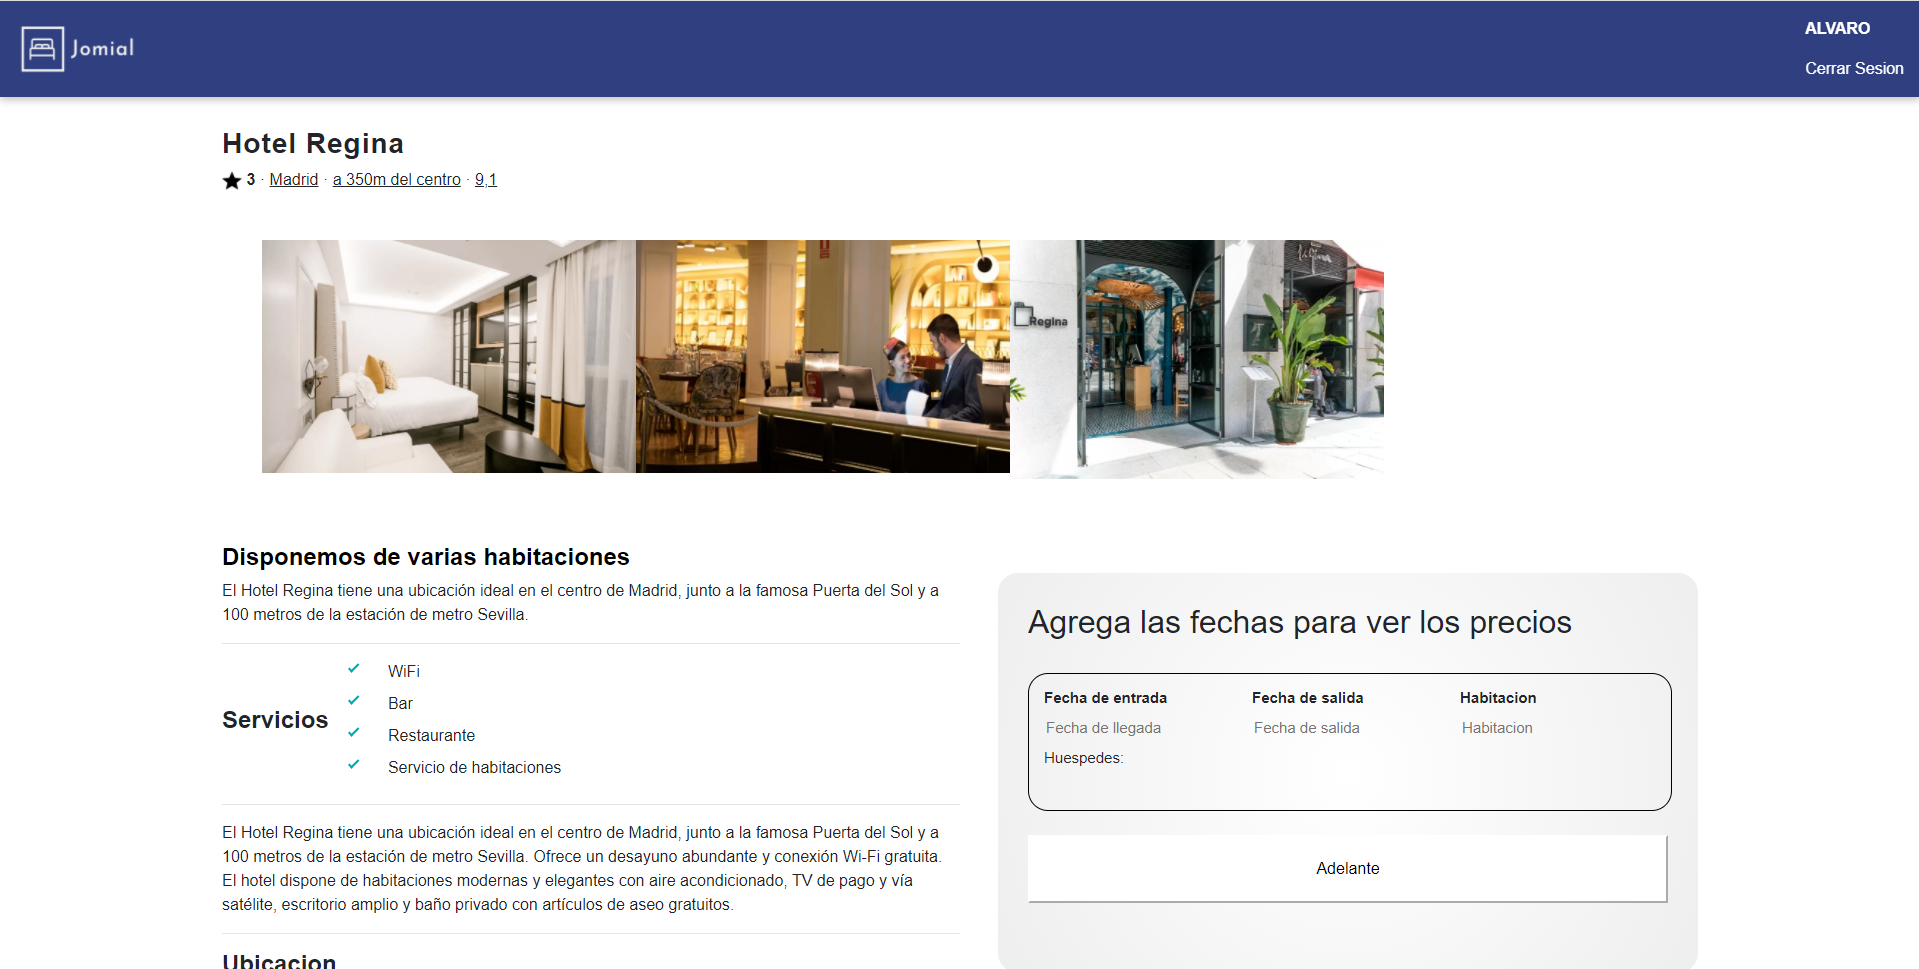 Jomial
ALVARO
Cerrar Sesion
Hotel Regina
3 · Madrid · a 350m del centro · 9,1
Regina
Disponemos de varias habitaciones
El Hotel Regina tiene una ubicación ideal en el centro de Madrid, junto a la famosa Puerta del Sol y a
100 metros de la estación de metro Sevilla.
Servicios
WiFi
Bar
Restaurante
Servicio de habitaciones
El Hotel Regina tiene una ubicación ideal en el centro de Madrid, junto a la famosa Puerta del Sol y a
100 metros de la estación de metro Sevilla. Ofrece un desayuno abundante y conexión Wi-Fi gratuita.
El hotel dispone de habitaciones modernas y elegantes con aire acondicionado, TV de pago y vía
satélite, escritorio amplio y baño privado con artículos de aseo gratuitos.
Ubicacion
Agrega las fechas para ver los precios
Fecha de entrada Fecha de salida Habitacion
Fecha de llegada Fecha de salida Habitacion
Huespedes:
Adelante